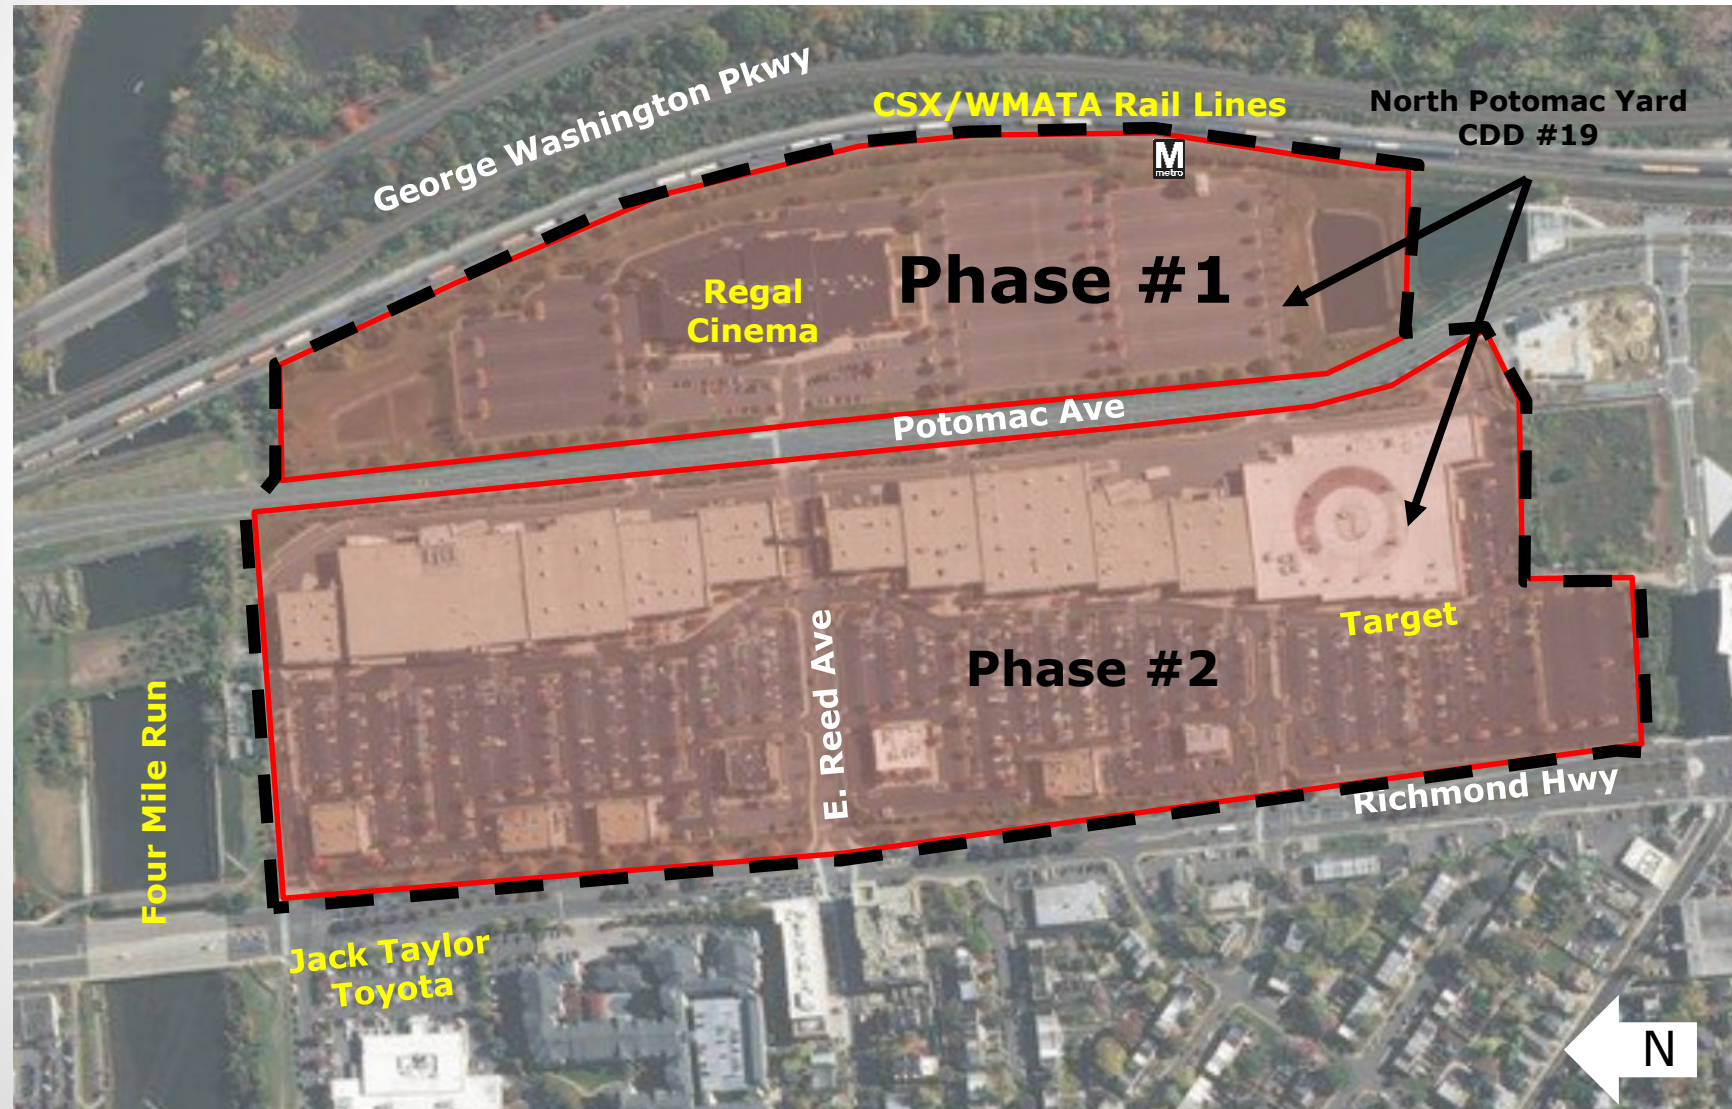 George Washington Pkwy
CSX/WMATA Rail Lines
North Potomac Yard
CDD #19
M
metro
Regal
Cinema
Phase #1
Potomac Ave
Target
E. Reed Ave
Phase #2
Four Mile Run
Richmond Hwy
Jack Taylor
Toyota
N